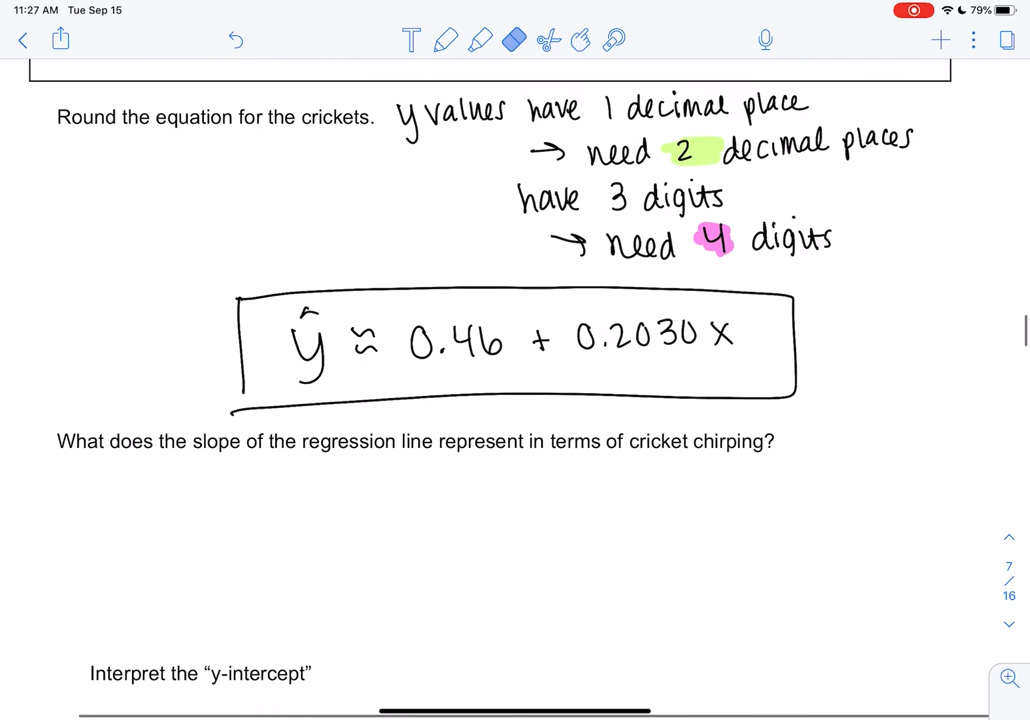 11:27 AM Tue Sep 15
79%
Round the equation for the crickets.
y values have 1 decimal place
→ need 2 decimal places
have 3 digits
→ need 4 digits
ŷ ≈ 0.46 + 0.2030 x
What does the slope of the regression line represent in terms of cricket chirping?
7
/
16
Interpret the “y-intercept”